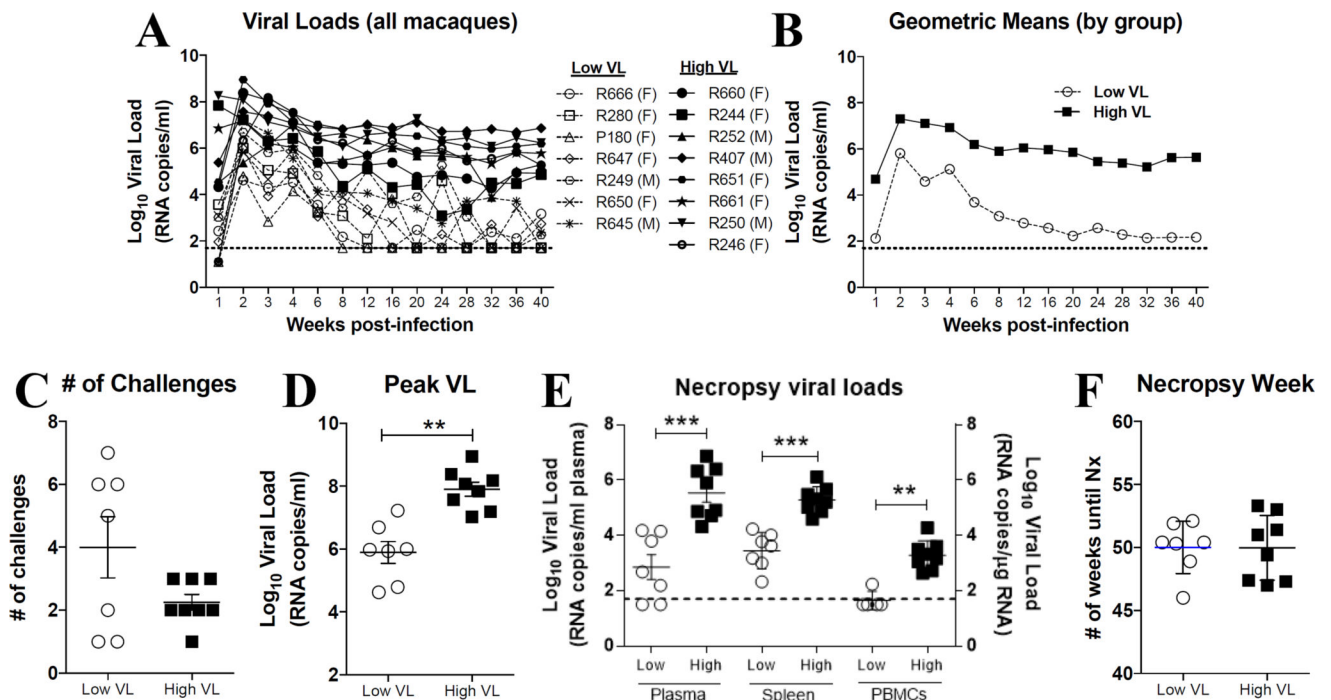 A
Viral Loads (all macaques)
Log10 Viral Load
(RNA copies/ml)
10
8
6
4
2
0
1 2 3 4 6 8 12 16 20 24 28 32 36 40
Weeks post-infection
Low VL
R666 (F)
R280 (F)
P180 (F)
R647 (F)
R249 (M)
R650 (F)
R645 (M)
High VL
R660 (F)
R244 (F)
R252 (M)
R407 (M)
R651 (F)
R661 (F)
R250 (M)
R246 (F)
B
Geometric Means (by group)
Log10 Viral Load
(RNA copies/ml)
10
8
6
4
2
0
Low VL
High VL
1 2 3 4 6 8 12 16 20 24 28 32 36 40
Weeks post-infection
C
# of Challenges
# of challenges
8
6
4
2
0
Low VL High VL
D
Peak VL
Log10 Viral Load
(RNA copies/ml)
10
8
6
4
2
**
Low VL High VL
E
Necropsy viral loads
Log10 Viral Load
(RNA copies/ml plasma)
8
6
4
2
0
***
***
**
Low High Low High Low High
Plasma Spleen PBMCs
8
6
4
2
0
Log10 Viral Load
(RNA copies/µg RNA)
F
Necropsy Week
# of weeks until Nx
60
55
50
45
40
Low VL High VL